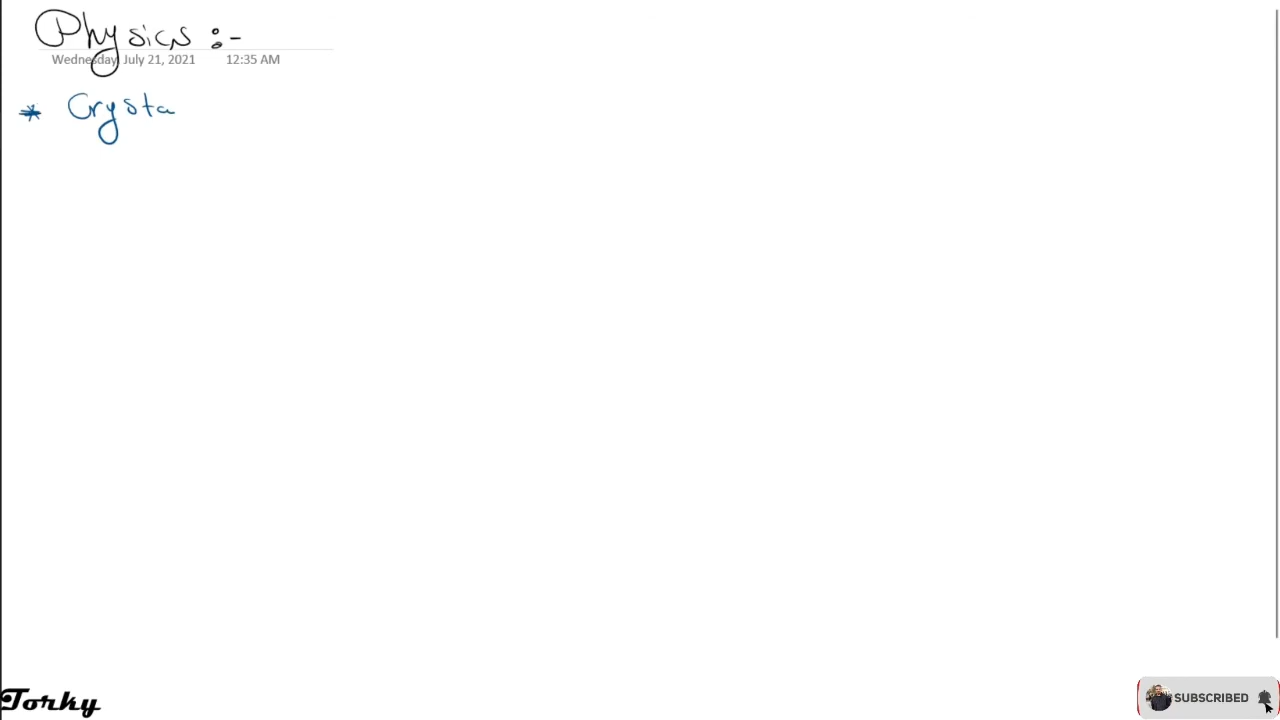 Physics :-
Wednesday, July 21, 2021 12:35 AM
* Crysta
Torky
SUBSCRIBED